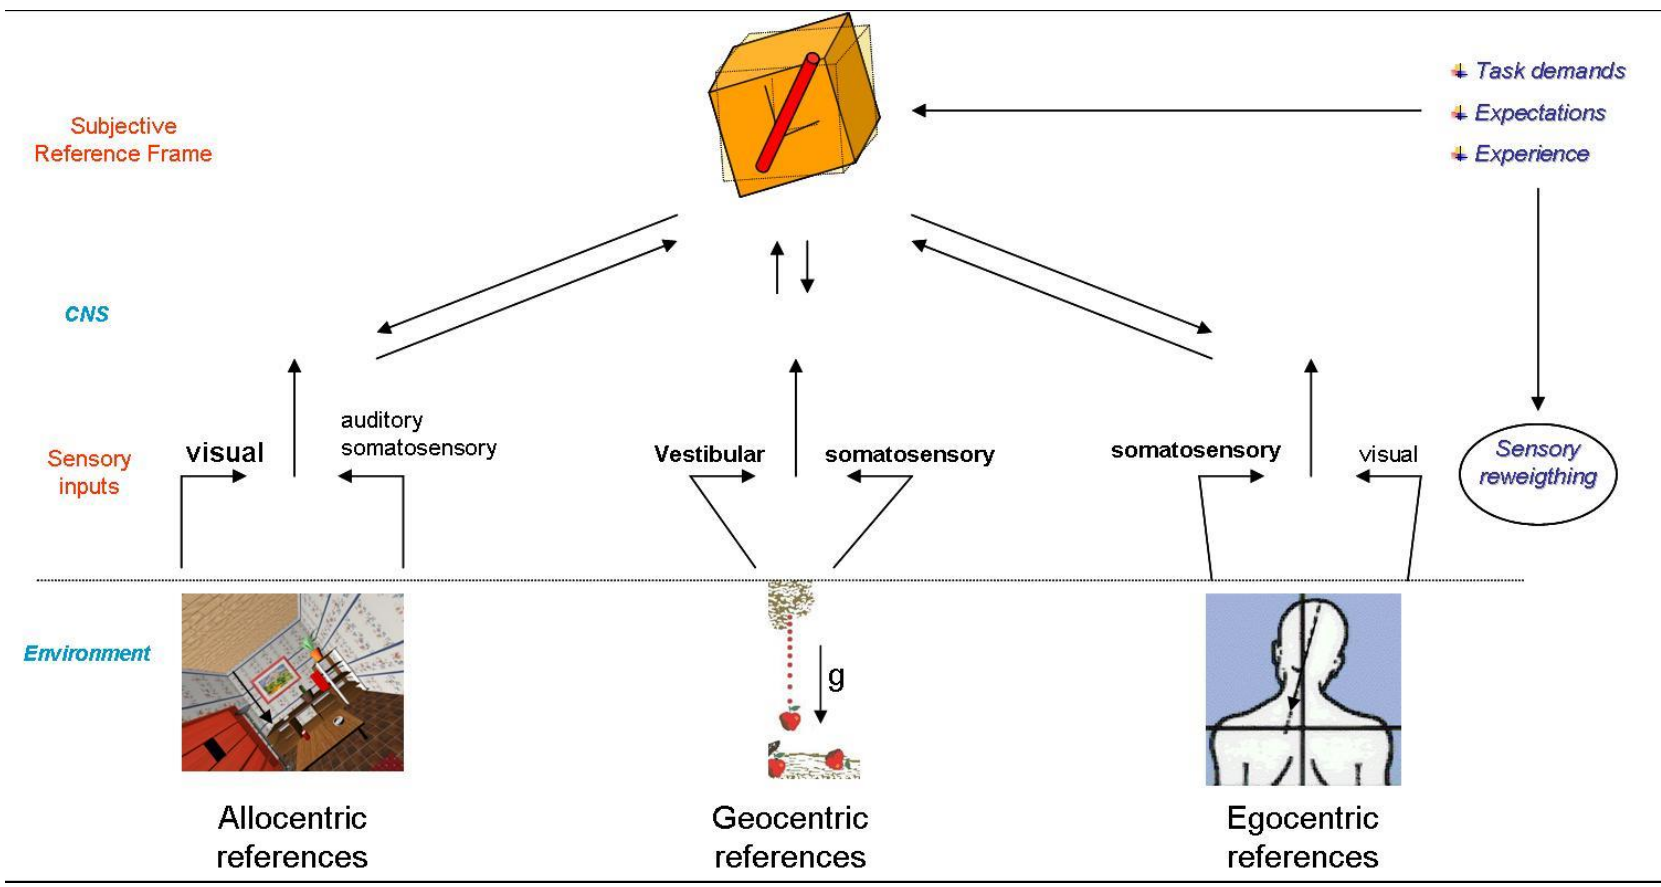 Task demands
Expectations
Experience
Subjective
Reference Frame
CNS
auditory
somatosensory
visual
Vestibular
somatosensory
somatosensory
visual
Sensory
inputs
Sensory
reweigthing
Environment
g
Allocentric
references
Geocentric
references
Egocentric
references